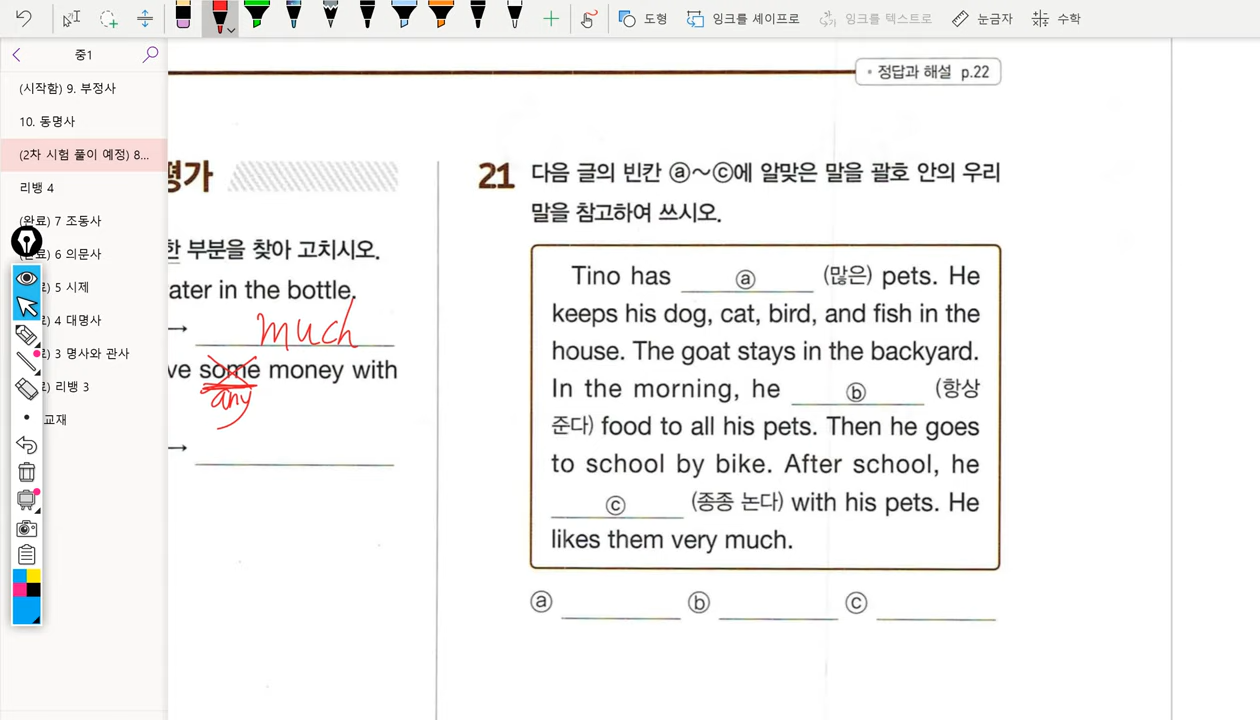 도형
잉크를 셰이프로
잉크를 텍스트로
눈금자
수학
중1
(시작함) 9. 부정사
10. 동명사
(2차 시험 풀이 예정) 8...
리뱅 4
(완료) 7 조동사
료) 6 의문사
) 5 시제
) 4 대명사
) 3 명사와 관사
) 리뱅 3
교재
• 정답과 해설 p.22
평가
한 부분을 찾아 고치시오.
ater in the bottle.
→ much
ve some money with
any
→
21 다음 글의 빈칸 ⓐ～ⓒ에 알맞은 말을 괄호 안의 우리
말을 참고하여 쓰시오.
Tino has ⓐ (많은) pets. He
keeps his dog, cat, bird, and fish in the
house. The goat stays in the backyard.
In the morning, he ⓑ (항상
준다) food to all his pets. Then he goes
to school by bike. After school, he
ⓒ (종종 논다) with his pets. He
likes them very much.
ⓐ ⓑ ⓒ